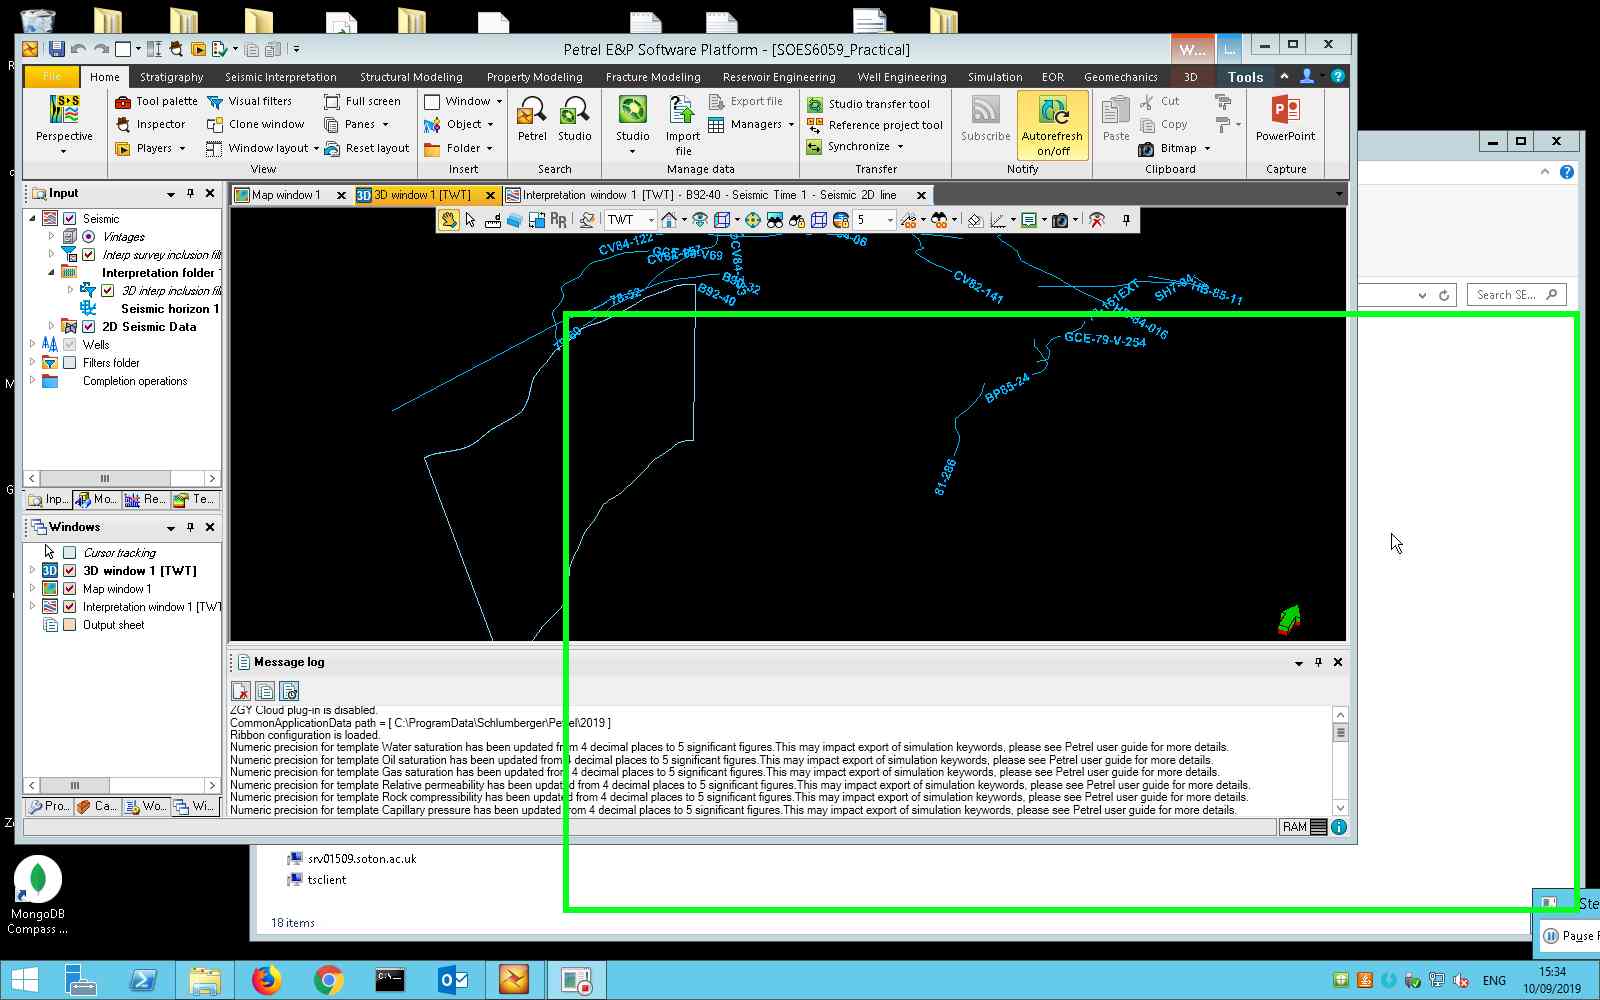 Petrel E&P Software Platform - [SOES6059_Practical]
W...
L...
File
Home
Stratigraphy
Seismic Interpretation
Structural Modeling
Property Modeling
Fracture Modeling
Reservoir Engineering
Well Engineering
Simulation
EOR
Geomechanics
3D
Tools
Perspective
Tool palette
Inspector
Players
Visual filters
Clone window
Window layout
Full screen
Panes
Reset layout
View
Window
Object
Folder
Insert
Petrel
Studio
Search
Studio
Import
file
Export file
Managers
Manage data
Studio transfer tool
Reference project tool
Synchronize
Transfer
Subscribe
Autorefresh
on/off
Notify
Paste
Cut
Copy
Bitmap
Clipboard
PowerPoint
Capture
Input
Seismic
Vintages
Interp survey inclusion fil
Interpretation folder
3D interp inclusion fil
Seismic horizon 1
2D Seismic Data
Wells
Filters folder
Completion operations
Inp...
Mo...
Re...
Te...
Windows
Cursor tracking
3D window 1 [TWT]
Map window 1
Interpretation window 1 [TWT
Output sheet
Pro...
Ca...
Wo...
Wi...
Map window 1
3D 3D window 1 [TWT]
Interpretation window 1 [TWT] - B92-40 - Seismic Time 1 - Seismic 2D line
TWT
5
CV84-122
B92-40
78-52
CV82-141
HB-85-11
GCE-79-V-254
BP85-24
81-286
Message log
ZGY Cloud plug-in is disabled.
CommonApplicationData path = [ C:\ProgramData\Schlumberger\Petrel\2019 ]
Ribbon configuration is loaded.
Numeric precision for template Water saturation has been updated from 4 decimal places to 5 significant figures.This may impact export of simulation keywords, please see Petrel user guide for more details.
Numeric precision for template Oil saturation has been updated from 4 decimal places to 5 significant figures.This may impact export of simulation keywords, please see Petrel user guide for more details.
Numeric precision for template Gas saturation has been updated from 4 decimal places to 5 significant figures.This may impact export of simulation keywords, please see Petrel user guide for more details.
Numeric precision for template Relative permeability has been updated from 4 decimal places to 5 significant figures.This may impact export of simulation keywords, please see Petrel user guide for more details.
Numeric precision for template Rock compressibility has been updated from 4 decimal places to 5 significant figures.This may impact export of simulation keywords, please see Petrel user guide for more details.
Numeric precision for template Capillary pressure has been updated from 4 decimal places to 5 significant figures.This may impact export of simulation keywords, please see Petrel user guide for more details.
RAM
Search SE...
srv01509.soton.ac.uk
tsclient
18 items
MongoDB
Compass ...
Ste
Pause
ENG
15:34
10/09/2019